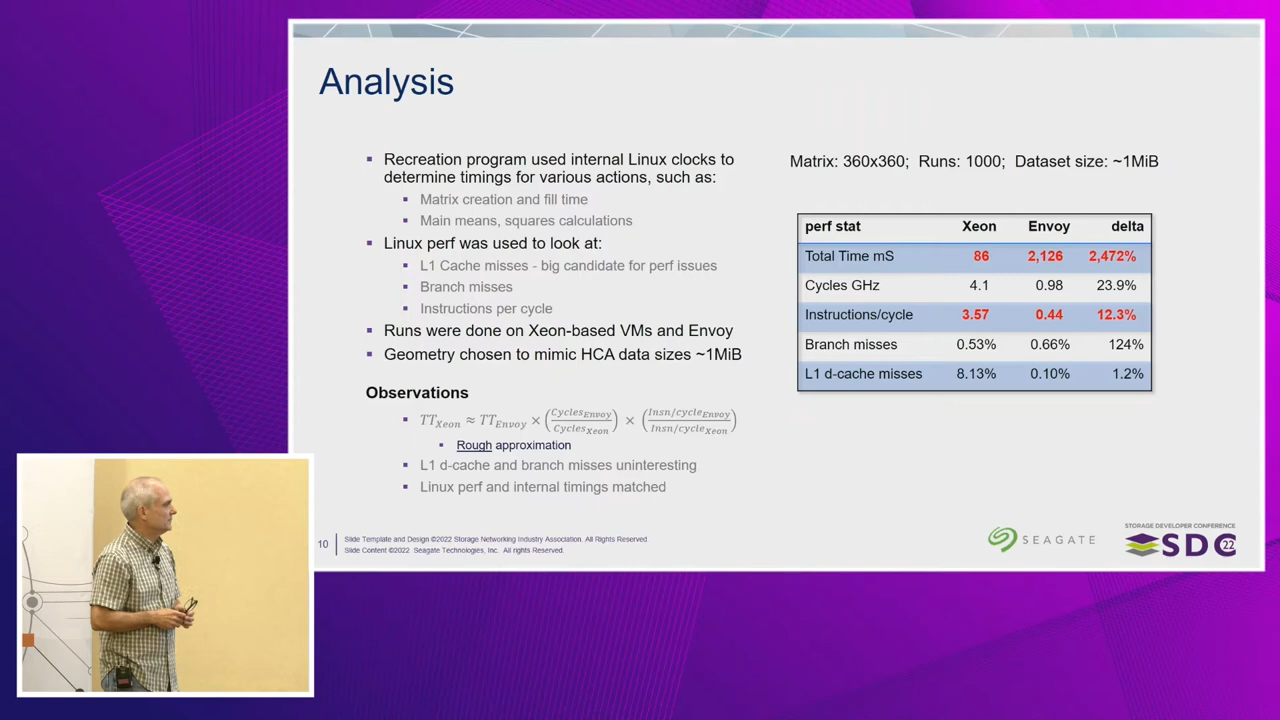 Analysis
Recreation program used internal Linux clocks to
determine timings for various actions, such as:
Matrix creation and fill time
Main means, squares calculations
Linux perf was used to look at:
L1 Cache misses - big candidate for perf issues
Branch misses
Instructions per cycle
Runs were done on Xeon-based VMs and Envoy
Geometry chosen to mimic HCA data sizes ~1MiB
Observations
TT_Xeon ≈ TT_Envoy × (Cycles_Envoy / Cycles_Xeon) × (Insn/cycle_Envoy / Insn/cycle_Xeon)
Rough approximation
L1 d-cache and branch misses uninteresting
Linux perf and internal timings matched
Matrix: 360x360; Runs: 1000; Dataset size: ~1MiB
perf stat Xeon Envoy delta
Total Time mS 86 2,126 2,472%
Cycles GHz 4.1 0.98 23.9%
Instructions/cycle 3.57 0.44 12.3%
Branch misses 0.53% 0.66% 124%
L1 d-cache misses 8.13% 0.10% 1.2%
10
Slide Template and Design ©2022 Storage Networking Industry Association. All Rights Reserved.
Slide Content ©2022 Seagate Technologies, Inc. All rights Reserved.
SEAGATE
STORAGE DEVELOPER CONFERENCE
SDC 22